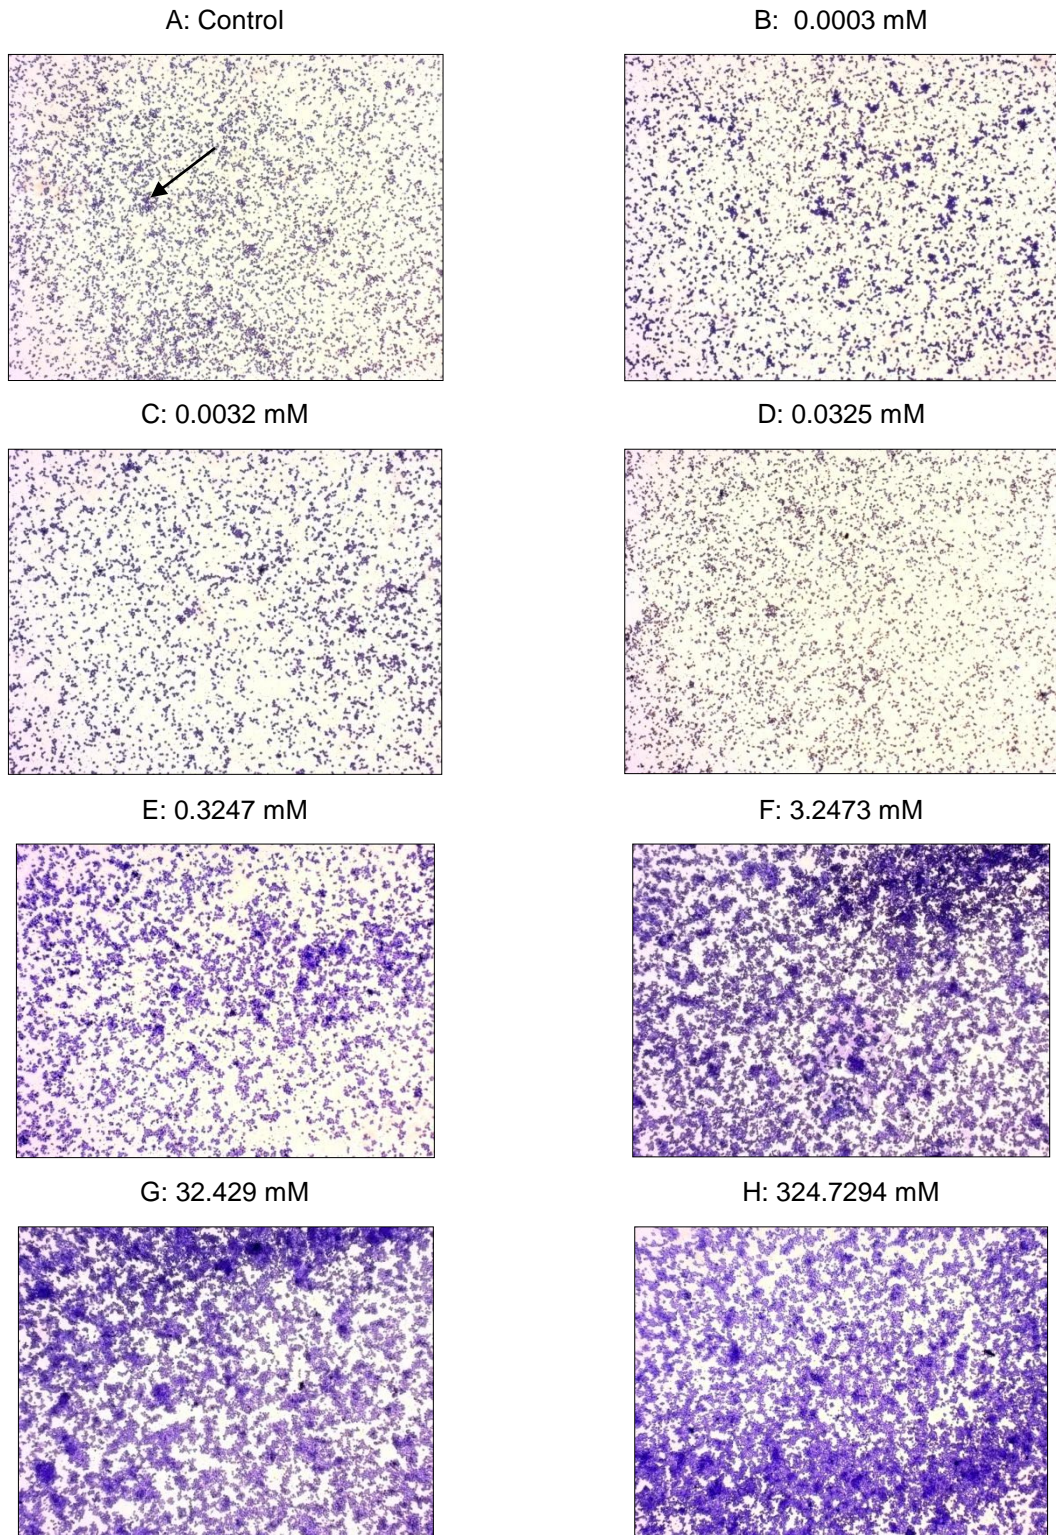 A: Control
B: 0.0003 mM
C: 0.0032 mM
D: 0.0325 mM
E: 0.3247 mM
F: 3.2473 mM
G: 32.429 mM
H: 324.7294 mM